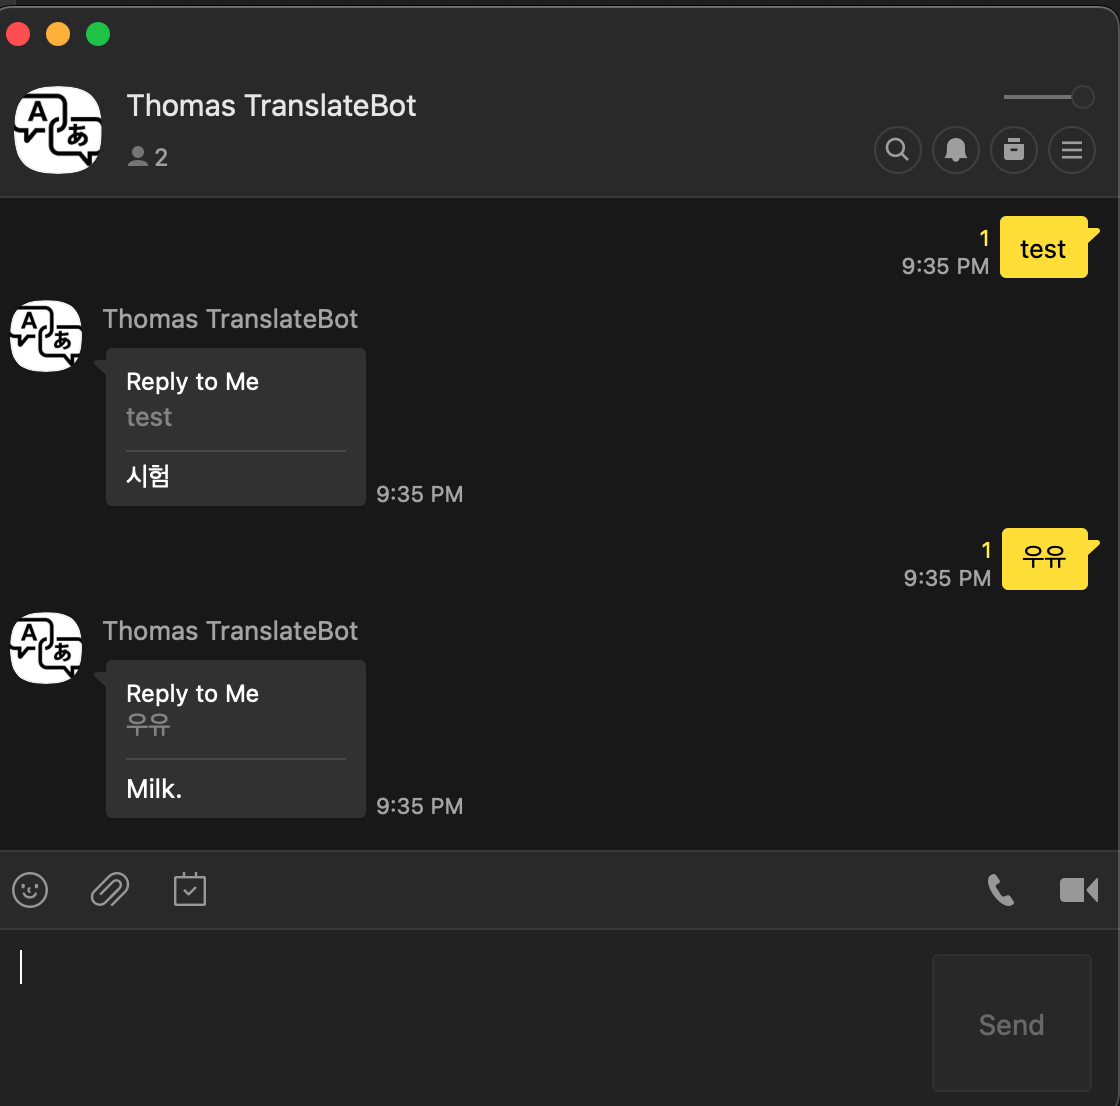 Thomas TranslateBot
2
1
9:35 PM
test
Thomas TranslateBot
Reply to Me
test
시험
9:35 PM
1
9:35 PM
우유
Thomas TranslateBot
Reply to Me
우유
Milk.
9:35 PM
Send